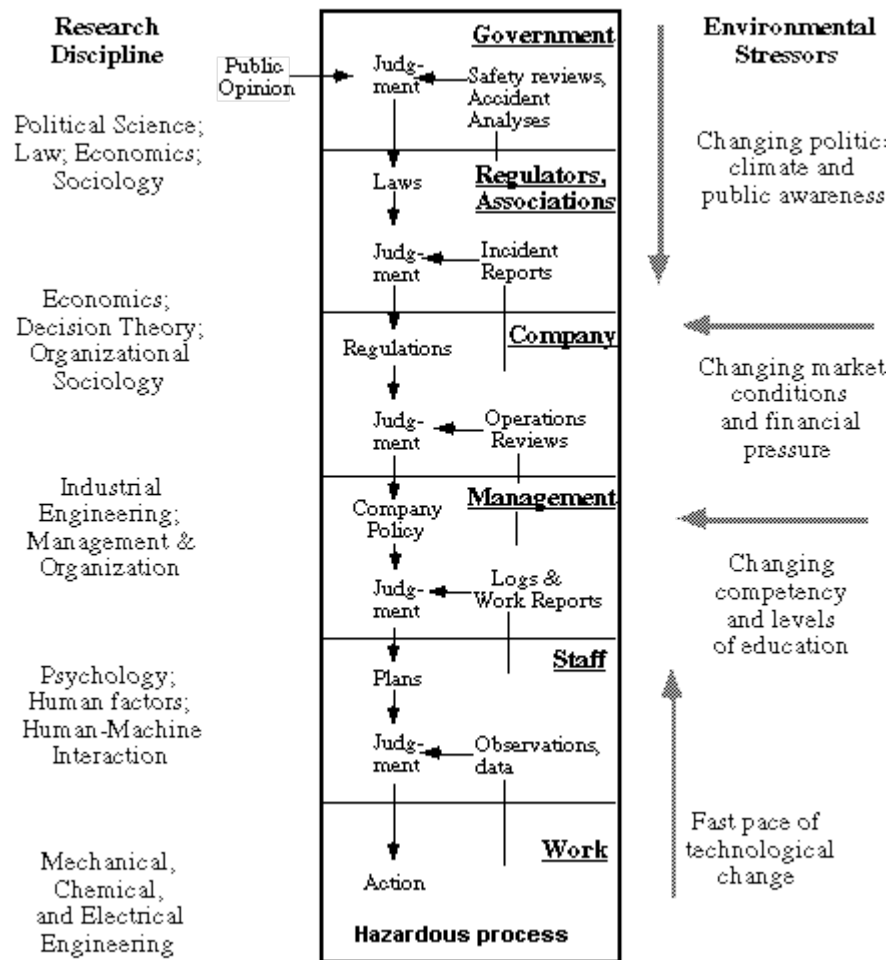 Research
Discipline
Political Science;
Law; Economics;
Sociology
Economics;
Decision Theory;
Organizational
Sociology
Industrial
Engineering;
Management &
Organization
Psychology;
Human factors;
Human-Machine
Interaction
Mechanical,
Chemical,
and Electrical
Engineering
Public
Opinion
Government
Judg-
ment
Safety reviews,
Accident
Analyses
Regulators,
Associations
Laws
Judg-
ment
Incident
Reports
Company
Regulations
Judg-
ment
Operations
Reviews
Management
Company
Policy
Judg-
ment
Logs &
Work Reports
Staff
Plans
Judg-
ment
Observations,
data
Work
Action
Hazardous process
Environmental
Stressors
Changing politic
climate and
public awareness
Changing market
conditions
and financial
pressure
Changing
competency
and levels
of education
Fast pace of
technological
change